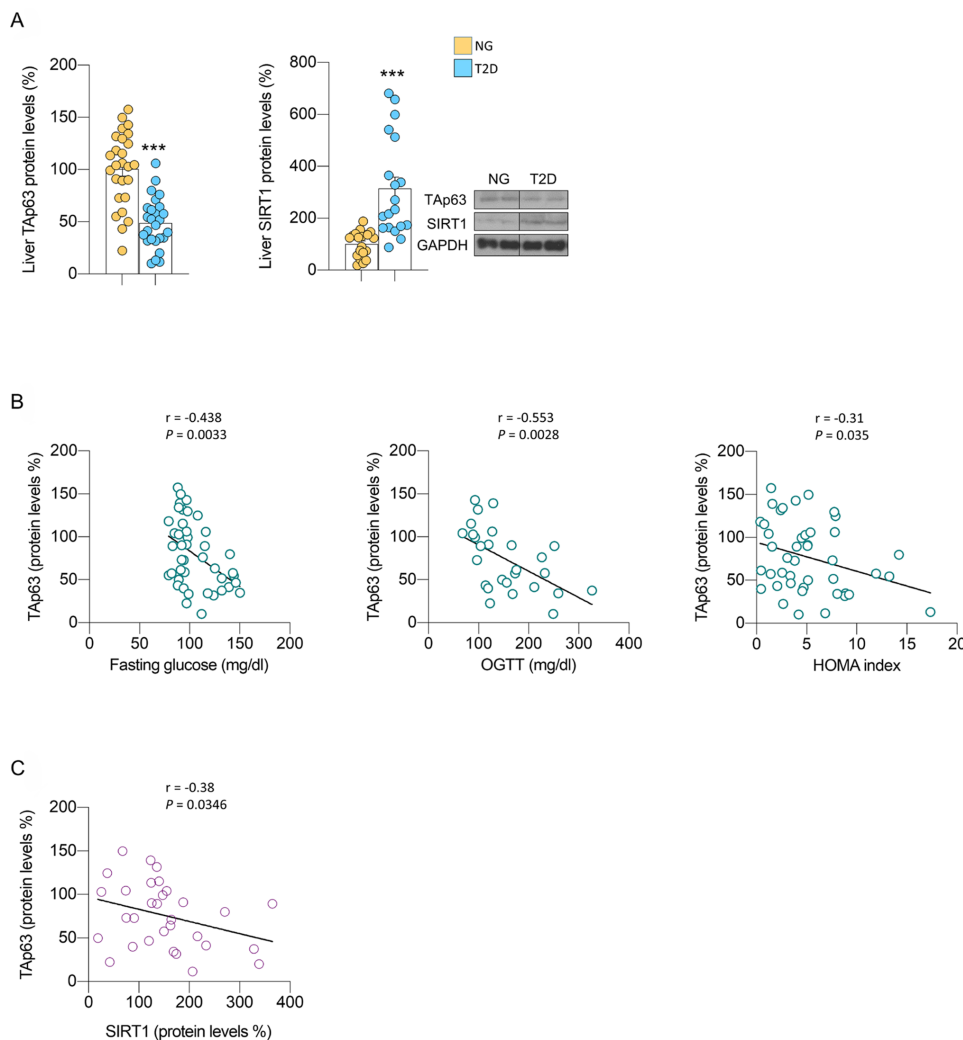 A
Liver TAp63 protein levels (%)
200
150
100
50
0
***
Liver SIRT1 protein levels (%)
800
600
400
200
0
***
NG
T2D
NG T2D
TAp63
SIRT1
GAPDH
B
r = -0.438
P = 0.0033
TAp63 (protein levels %)
200
150
100
50
0
0 50 100 150 200
Fasting glucose (mg/dl)
r = -0.553
P = 0.0028
TAp63 (protein levels %)
200
150
100
50
0
0 100 200 300 400
OGTT (mg/dl)
r = -0.31
P = 0.035
TAp63 (protein levels %)
200
150
100
50
0
0 5 10 15 20
HOMA index
C
r = -0.38
P = 0.0346
TAp63 (protein levels %)
200
150
100
50
0
0 100 200 300 400
SIRT1 (protein levels %)